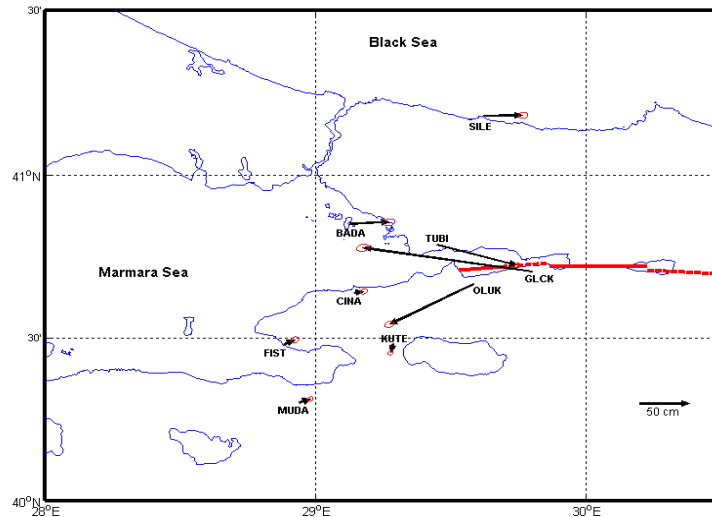 30'
Black Sea
SILE
41°N
BADA
TUBI
Marmara Sea
GLCK
OLUK
CINA
30'
KUTE
FIST
MUDA
50 cm
40°N
28°E
29°E
30°E